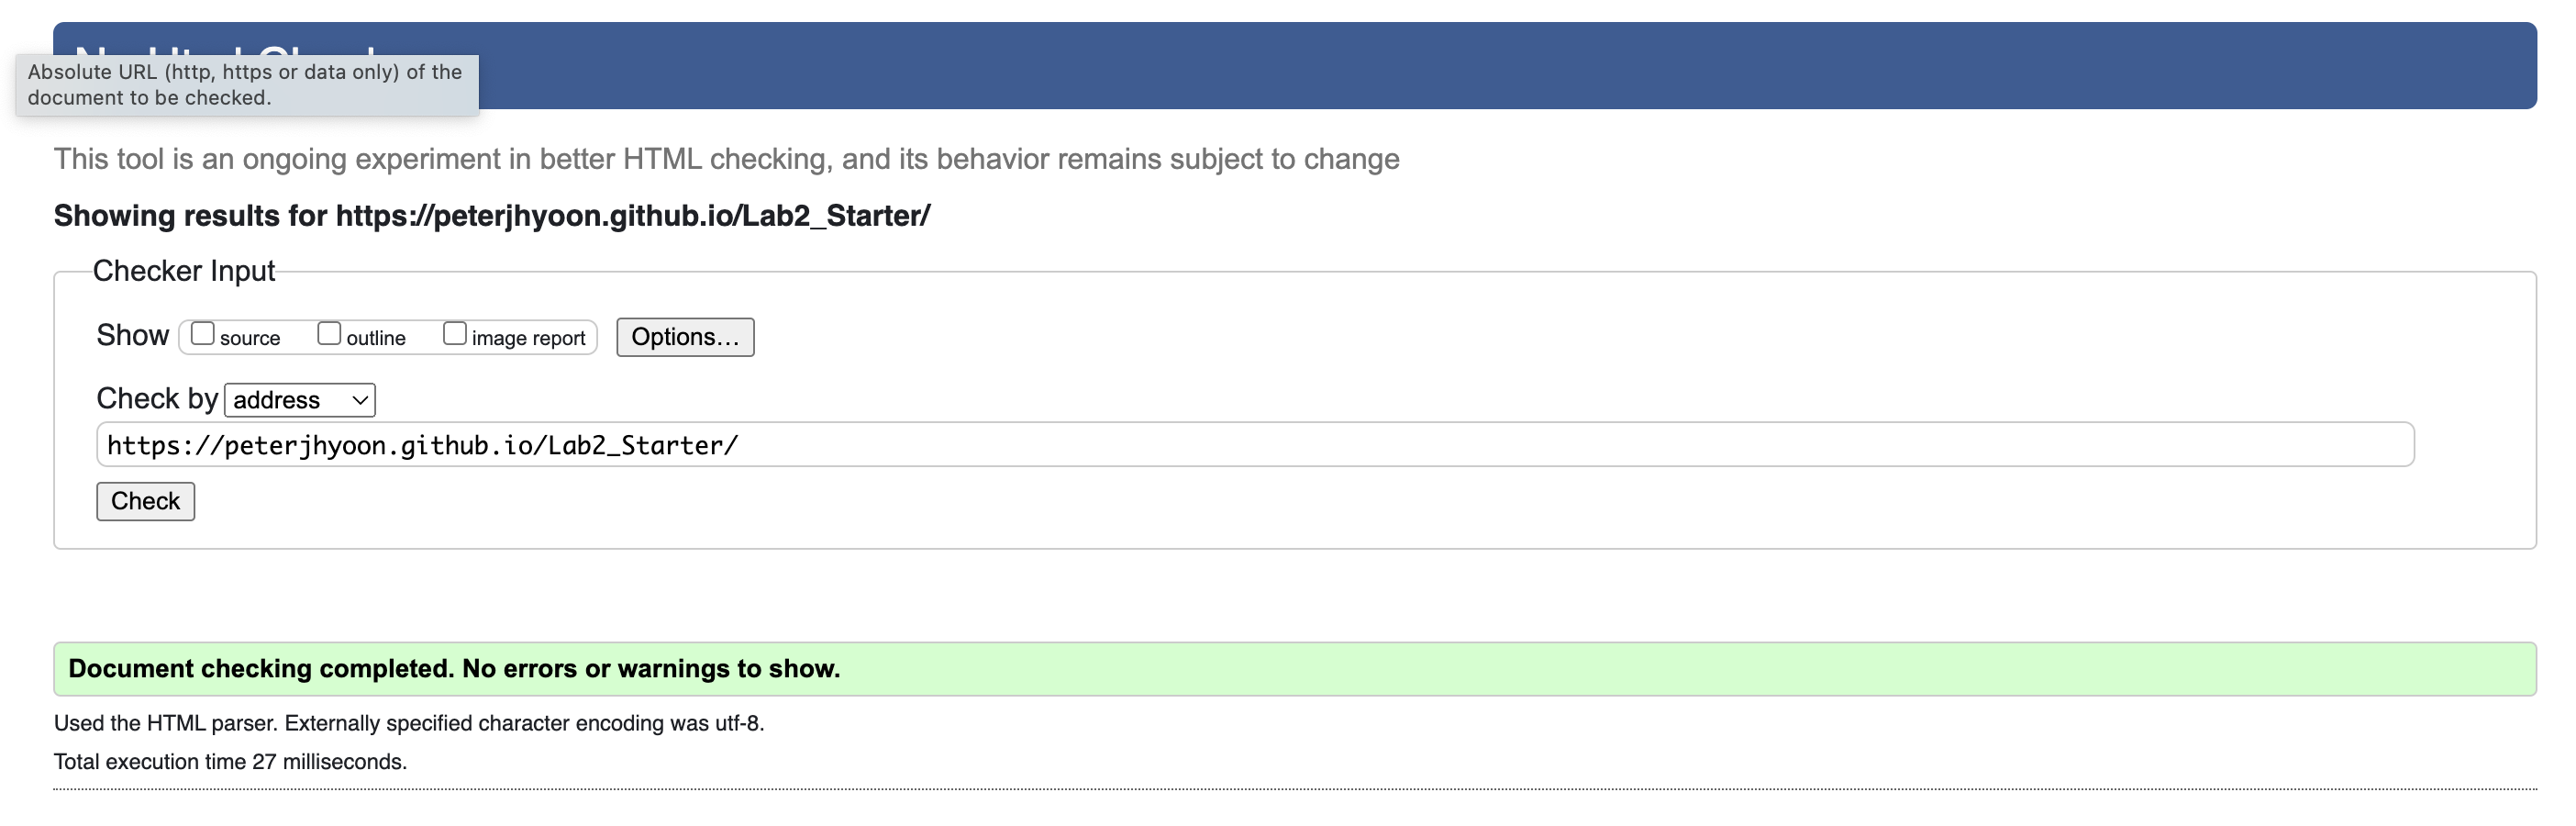 Absolute URL (http, https or data only) of the
document to be checked.
This tool is an ongoing experiment in better HTML checking, and its behavior remains subject to change
Showing results for https://peterjhyoon.github.io/Lab2_Starter/
Checker Input
Show source outline image report Options...
Check by address
https://peterjhyoon.github.io/Lab2_Starter/
Check
Document checking completed. No errors or warnings to show.
Used the HTML parser. Externally specified character encoding was utf-8.
Total execution time 27 milliseconds.